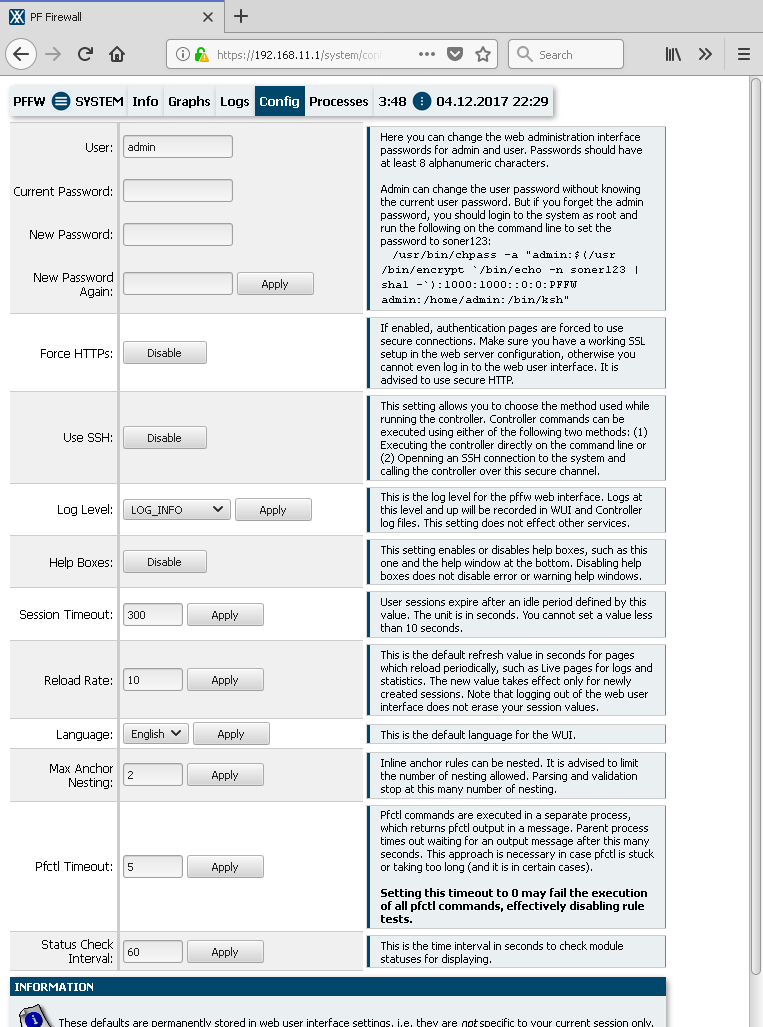 PF Firewall
https://192.168.11.1/system/con
Search
PFFW SYSTEM Info Graphs Logs Config Processes 3:48 04.12.2017 22:29
User: admin
Current Password:
New Password:
New Password
Again: Apply
Here you can change the web administration interface
passwords for admin and user. Passwords should have
at least 8 alphanumeric characters.
Admin can change the user password without knowing
the current user password. But if you forget the admin
password, you should login to the system as root and
run the following on the command line to set the
password to soner123:
/usr/bin/chpass -a "admin:$(/usr
/bin/encrypt `/bin/echo -n soner123 |
sha1 -`):1000:1000::0:0:PFFW
admin:/home/admin:/bin/ksh"
Force HTTPs: Disable
If enabled, authentication pages are forced to use
secure connections. Make sure you have a working SSL
setup in the web server configuration, otherwise you
cannot even log in to the web user interface. It is
advised to use secure HTTP.
Use SSH: Disable
This setting allows you to choose the method used while
running the controller. Controller commands can be
executed using either of the following two methods: (1)
Executing the controller directly on the command line or
(2) Openning an SSH connection to the system and
calling the controller over this secure channel.
Log Level: LOG_INFO Apply
This is the log level for the pffw web interface. Logs at
this level and up will be recorded in WUI and Controller
log files. This setting does not effect other services.
Help Boxes: Disable
This setting enables or disables help boxes, such as this
one and the help window at the bottom. Disabling help
boxes does not disable error or warning help windows.
Session Timeout: 300 Apply
User sessions expire after an idle period defined by this
value. The unit is in seconds. You cannot set a value less
than 10 seconds.
Reload Rate: 10 Apply
This is the default refresh value in seconds for pages
which reload periodically, such as Live pages for logs and
statistics. The new value takes effect only for newly
created sessions. Note that logging out of the web user
interface does not erase your session values.
Language: English Apply
This is the default language for the WUI.
Max Anchor
Nesting: 2 Apply
Inline anchor rules can be nested. It is advised to limit
the number of nesting allowed. Parsing and validation
stop at this many number of nesting.
Pfctl Timeout: 5 Apply
Pfctl commands are executed in a separate process,
which returns pfctl output in a message. Parent process
times out waiting for an output message after this many
seconds. This approach is necessary in case pfctl is stuck
or taking too long (and it is in certain cases).
Setting this timeout to 0 may fail the execution
of all pfctl commands, effectively disabling rule
tests.
Status Check
Interval: 60 Apply
This is the time interval in seconds to check module
statuses for displaying.
INFORMATION
These defaults are permanently stored in web user interface settings, i.e. they are not specific to your current session only.